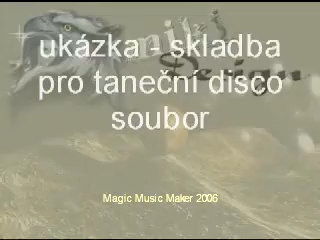 ukázka - skladba
pro taneční disco
soubor
Magic Music Maker 2006